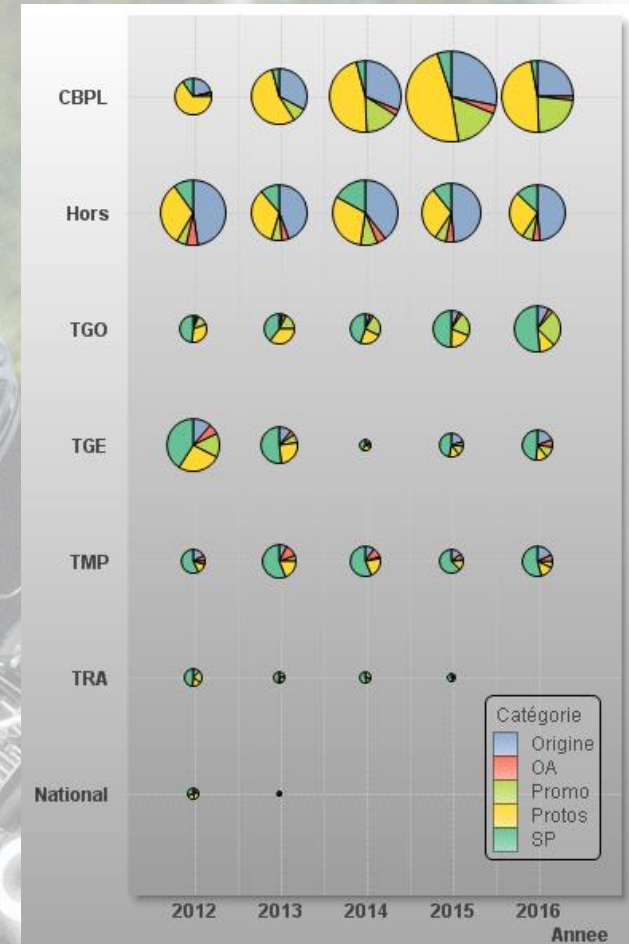 CBPL
Hors
TGO
TGE
TMP
TRA
National
Catégorie
Origine
OA
Promo
Protos
SP
2012 2013 2014 2015 2016
Annee